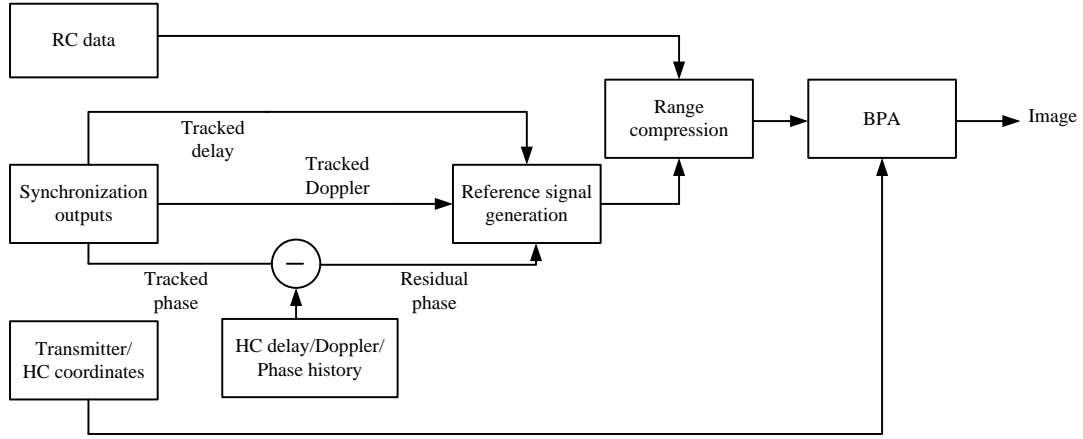 RC data
Tracked
delay
Tracked
Doppler
Synchronization
outputs
Reference signal
generation
Range
compression
BPA
Image
Tracked
phase
−
Residual
phase
HC delay/Doppler/
Phase history
Transmitter/
HC coordinates